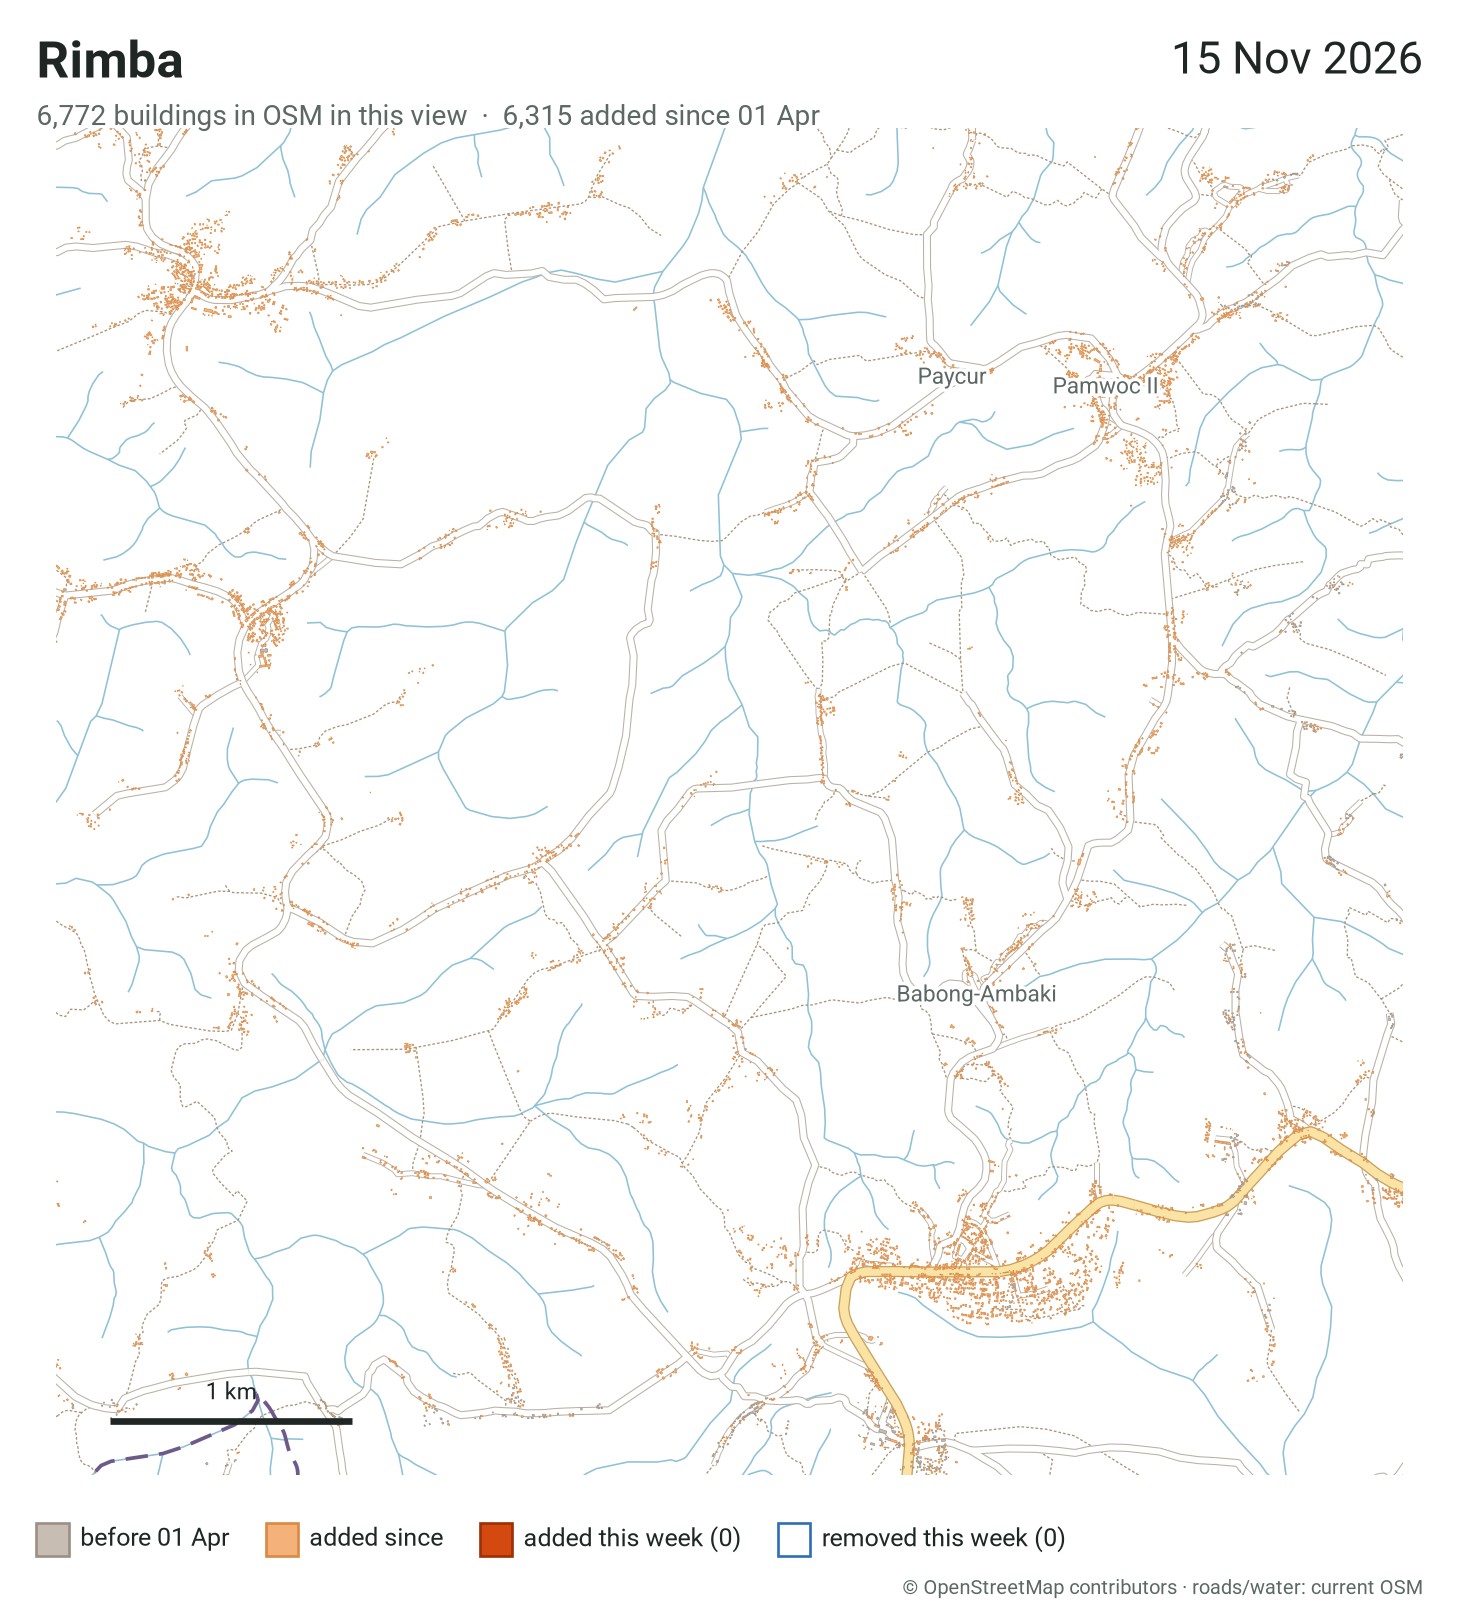 Rimba
15 Nov 2026
6,772 buildings in OSM in this view · 6,315 added since 01 Apr
Paycur
Pamwoc II
Babong-Ambaki
1 km
before 01 Apr
added since
added this week (0)
removed this week (0)
© OpenStreetMap contributors · roads/water: current OSM